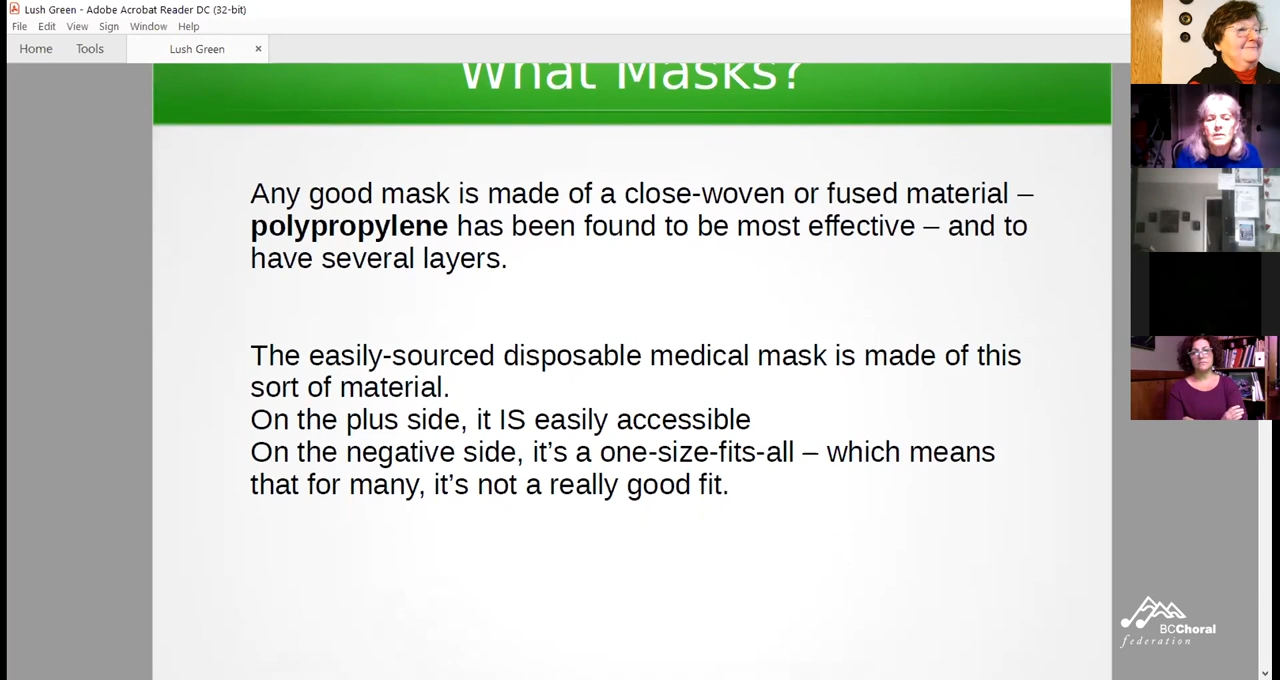 Lush Green - Adobe Acrobat Reader DC (32-bit)
File Edit View Sign Window Help
Home Tools Lush Green ×
What Masks?
Any good mask is made of a close-woven or fused material –
polypropylene has been found to be most effective – and to
have several layers.
The easily-sourced disposable medical mask is made of this
sort of material.
On the plus side, it IS easily accessible
On the negative side, it’s a one-size-fits-all – which means
that for many, it’s not a really good fit.
BCChoral
federation